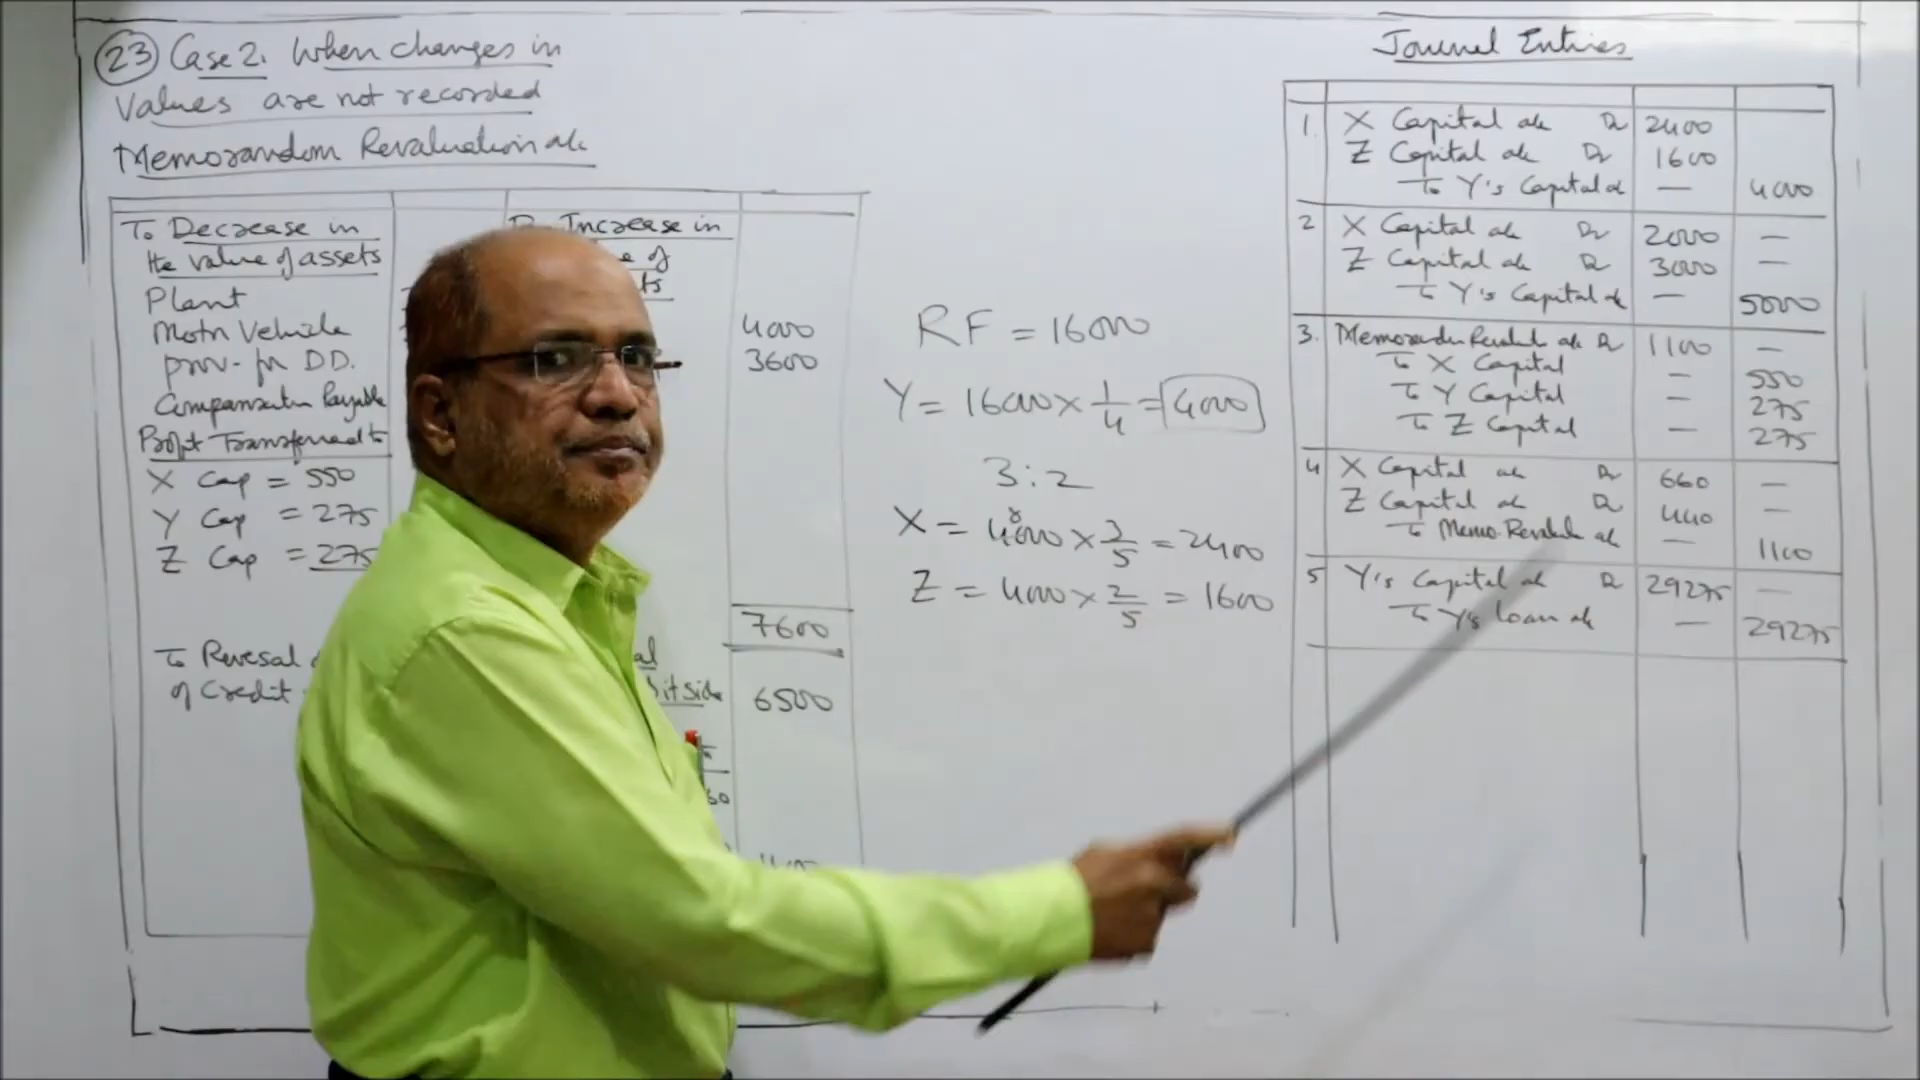 23 Case 2. When changes in
Values are not recorded
Memorandum Revaluation a/c
To Decrease in
the value of assets
Plant
Motor Vehicle
prov. for DD.
Compensation Payable
Profit Transferred to
X Cap = 550
Y Cap = 275
Z Cap = 275
To Reversal
of Credit
Increase in
of
4000
3600
7600
6500
RF = 16000
Y = 16000 × 1/4 = 4000
3:2
X = 4000 × 3/5 = 2400
Z = 4000 × 2/5 = 1600
Journal Entries
1. X Capital a/c Dr 2400
Z Capital a/c Dr 1600
To Y's Capital a/c — 4000
2 X Capital a/c Dr 2000 —
Z Capital a/c Dr 3000 —
To Y's Capital a/c — 5000
3. Memorandum Revalu a/c Dr 1100 —
To X Capital — 550
To Y Capital — 275
To Z Capital — 275
4 X Capital a/c Dr 660 —
Z Capital a/c Dr 440 —
To Memo. Revalu a/c — 1100
5 Y's Capital a/c Dr 29275 —
To Y's loan a/c — 29275